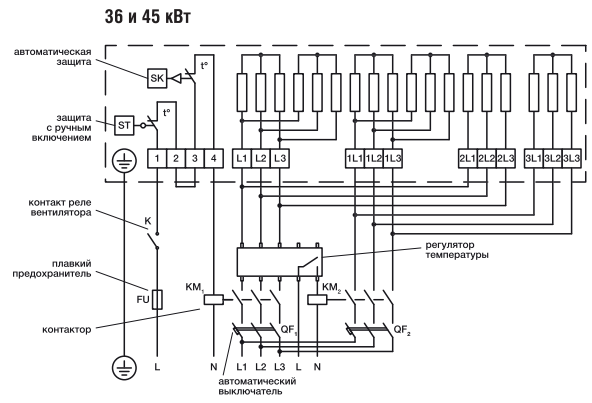 36 и 45 кВт
автоматическая
защита
SK
t°
защита
с ручным
включением
ST
t°
1 2 3 4
L1 L2 L3
1L1 1L2 1L3
2L1 2L2 2L3
3L1 3L2 3L3
контакт реле
вентилятора
K
регулятор
температуры
плавкий
предохранитель
FU
KM1
KM2
контактор
QF1
QF2
L N L1 L2 L3 L N
автоматический
выключатель